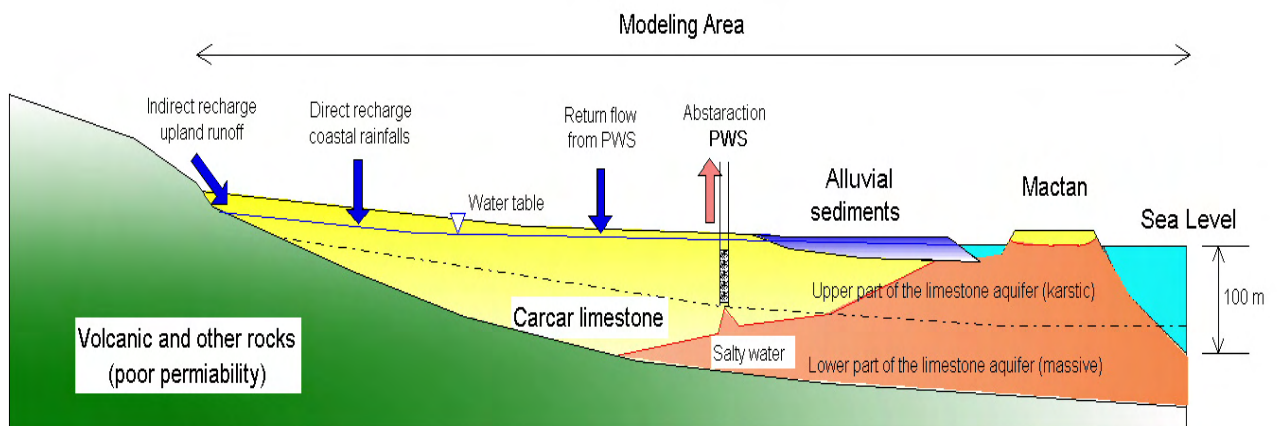 Modeling Area
Indirect recharge
upland runoff
Direct recharge
coastal rainfalls
Return flow
from PWS
Abstaraction
PWS
Water table
Alluvial
sediments
Mactan
Sea Level
100 m
Upper part of the limestone aquifer (karstic)
Carcar limestone
Volcanic and other rocks
(poor permiability)
Salty water
Lower part of the limestone aquifer (massive)